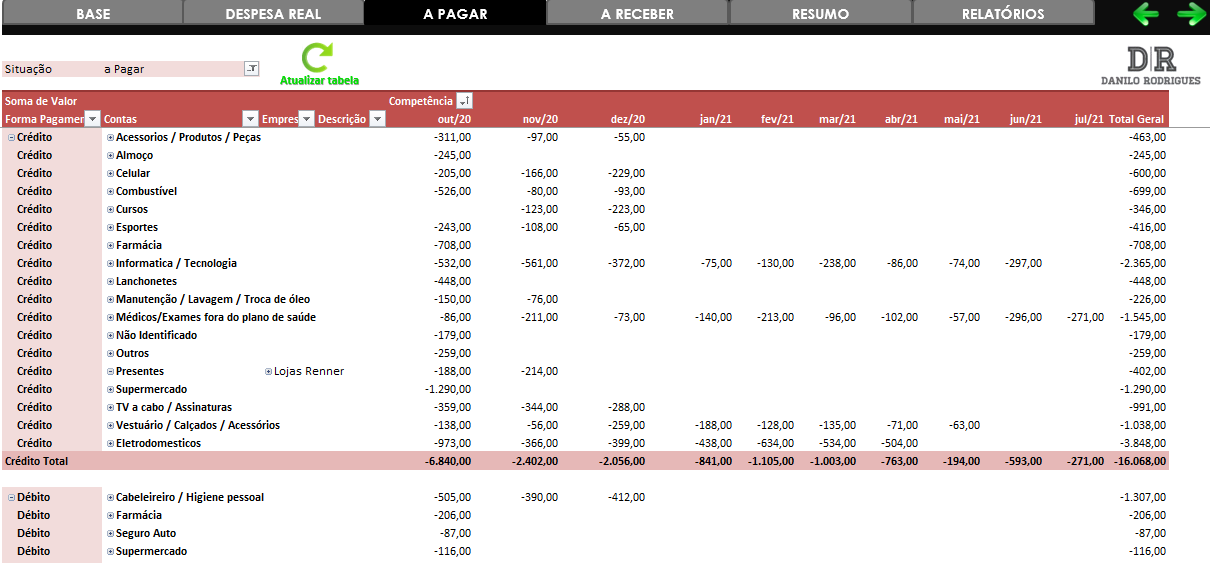 BASE DESPESA REAL A PAGAR A RECEBER RESUMO RELATÓRIOS
Situação a Pagar
Atualizar tabela
D|R
DANILO RODRIGUES
Soma de Valor Competência
Forma Pagamen Contas Empres Descrição out/20 nov/20 dez/20 jan/21 fev/21 mar/21 abr/21 mai/21 jun/21 jul/21 Total Geral
Crédito Acessorios / Produtos / Peças -311,00 -97,00 -55,00 -463,00
Crédito Almoço -245,00 -245,00
Crédito Celular -205,00 -166,00 -229,00 -600,00
Crédito Combustível -526,00 -80,00 -93,00 -699,00
Crédito Cursos -123,00 -223,00 -346,00
Crédito Esportes -243,00 -108,00 -65,00 -416,00
Crédito Farmácia -708,00 -708,00
Crédito Informatica / Tecnologia -532,00 -561,00 -372,00 -75,00 -130,00 -238,00 -86,00 -74,00 -297,00 -2.365,00
Crédito Lanchonetes -448,00 -448,00
Crédito Manutenção / Lavagem / Troca de óleo -150,00 -76,00 -226,00
Crédito Médicos/Exames fora do plano de saúde -86,00 -211,00 -73,00 -140,00 -213,00 -96,00 -102,00 -57,00 -296,00 -271,00 -1.545,00
Crédito Não Identificado -179,00 -179,00
Crédito Outros -259,00 -259,00
Crédito Presentes Lojas Renner -188,00 -214,00 -402,00
Crédito Supermercado -1.290,00 -1.290,00
Crédito TV a cabo / Assinaturas -359,00 -344,00 -288,00 -991,00
Crédito Vestuário / Calçados / Acessórios -138,00 -56,00 -259,00 -188,00 -128,00 -135,00 -71,00 -63,00 -1.038,00
Crédito Eletrodomesticos -973,00 -366,00 -399,00 -438,00 -634,00 -534,00 -504,00 -3.848,00
Crédito Total -6.840,00 -2.402,00 -2.056,00 -841,00 -1.105,00 -1.003,00 -763,00 -194,00 -593,00 -271,00 -16.068,00
Débito Cabeleireiro / Higiene pessoal -505,00 -390,00 -412,00 -1.307,00
Débito Farmácia -206,00 -206,00
Débito Seguro Auto -87,00 -87,00
Débito Supermercado -116,00 -116,00